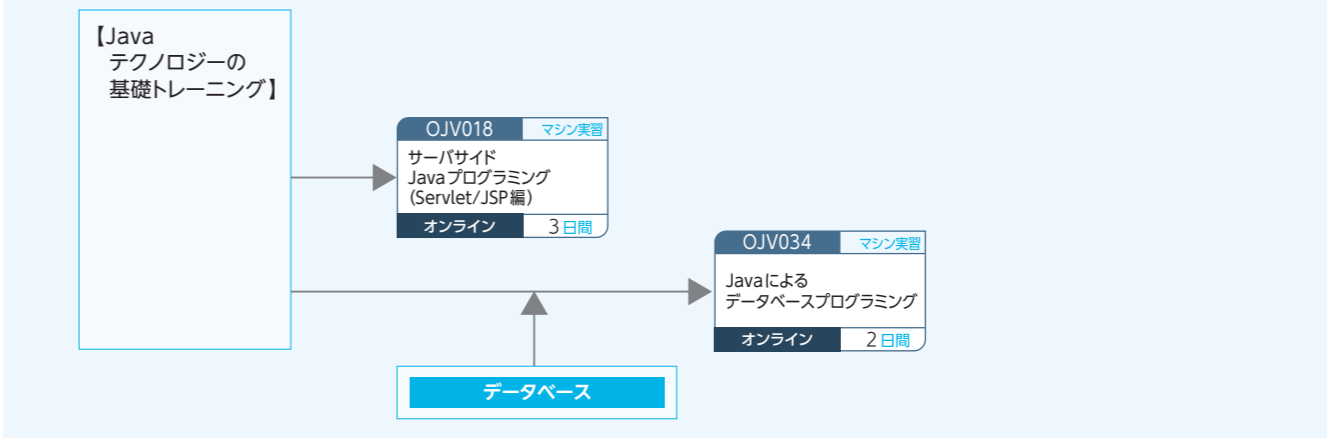 【Java
テクノロジーの
基礎トレーニング】
OJV018 マシン実習
サーバサイド
Javaプログラミング
(Servlet/JSP編)
オンライン 3日間
OJV034 マシン実習
Javaによる
データベースプログラミング
オンライン 2日間
データベース